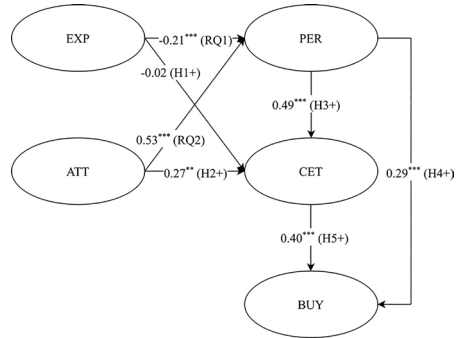 EXP
-0.21*** (RQ1)
PER
-0.02 (H1+)
0.49*** (H3+)
0.53*** (RQ2)
ATT
0.27** (H2+)
CET
0.29*** (H4+)
0.40*** (H5+)
BUY